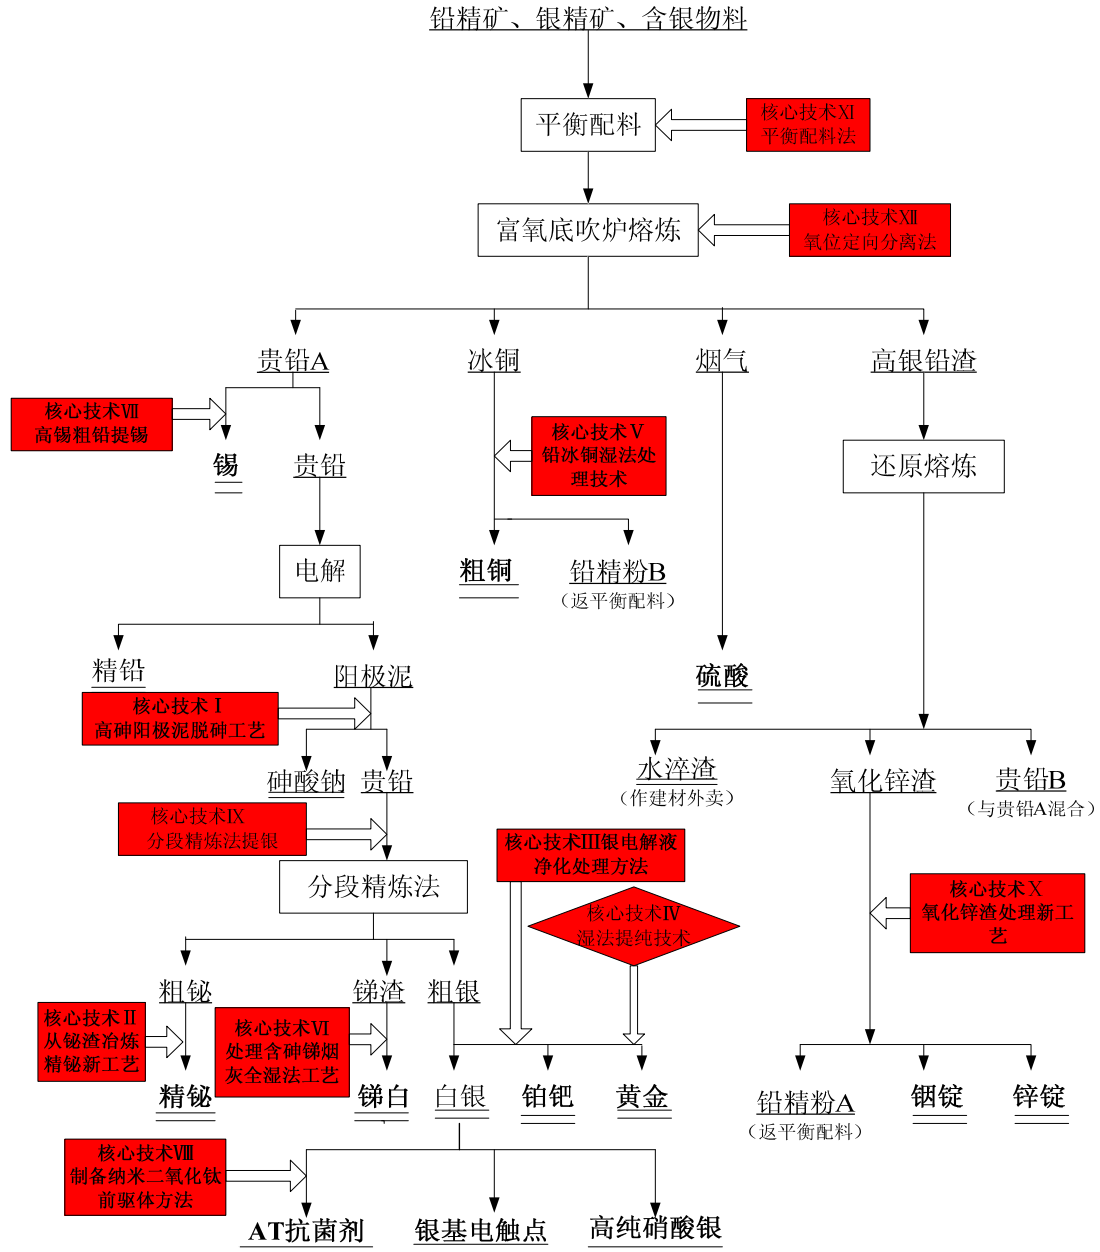 铅精矿、银精矿、含银物料
平衡配料
核心技术Ⅺ
平衡配料法
富氧底吹炉熔炼
核心技术Ⅻ
氧位定向分离法
贵铅A
冰铜
烟气
高银铅渣
核心技术Ⅶ
高锡粗铅提锡
核心技术Ⅴ
铅冰铜湿法处
理技术
锡
贵铅
还原熔炼
电解
粗铜
铅精粉B
（返平衡配料）
精铅
阳极泥
硫酸
核心技术Ⅰ
高砷阳极泥脱砷工艺
砷酸钠
贵铅
水淬渣
（作建材外卖）
氧化锌渣
贵铅B
（与贵铅A混合）
核心技术Ⅸ
分段精炼法提银
核心技术Ⅲ银电解液
净化处理方法
分段精炼法
核心技术Ⅳ
湿法提纯技术
核心技术Ⅹ
氧化锌渣处理新工
艺
粗铋
锑渣
粗银
核心技术Ⅱ
从铋渣冶炼
精铋新工艺
核心技术Ⅵ
处理含砷锑烟
灰全湿法工艺
精铋
锑白
白银
铂钯
黄金
铅精粉A
（返平衡配料）
铟锭
锌锭
核心技术Ⅷ
制备纳米二氧化钛
前驱体方法
AT抗菌剂
银基电触点
高纯硝酸银